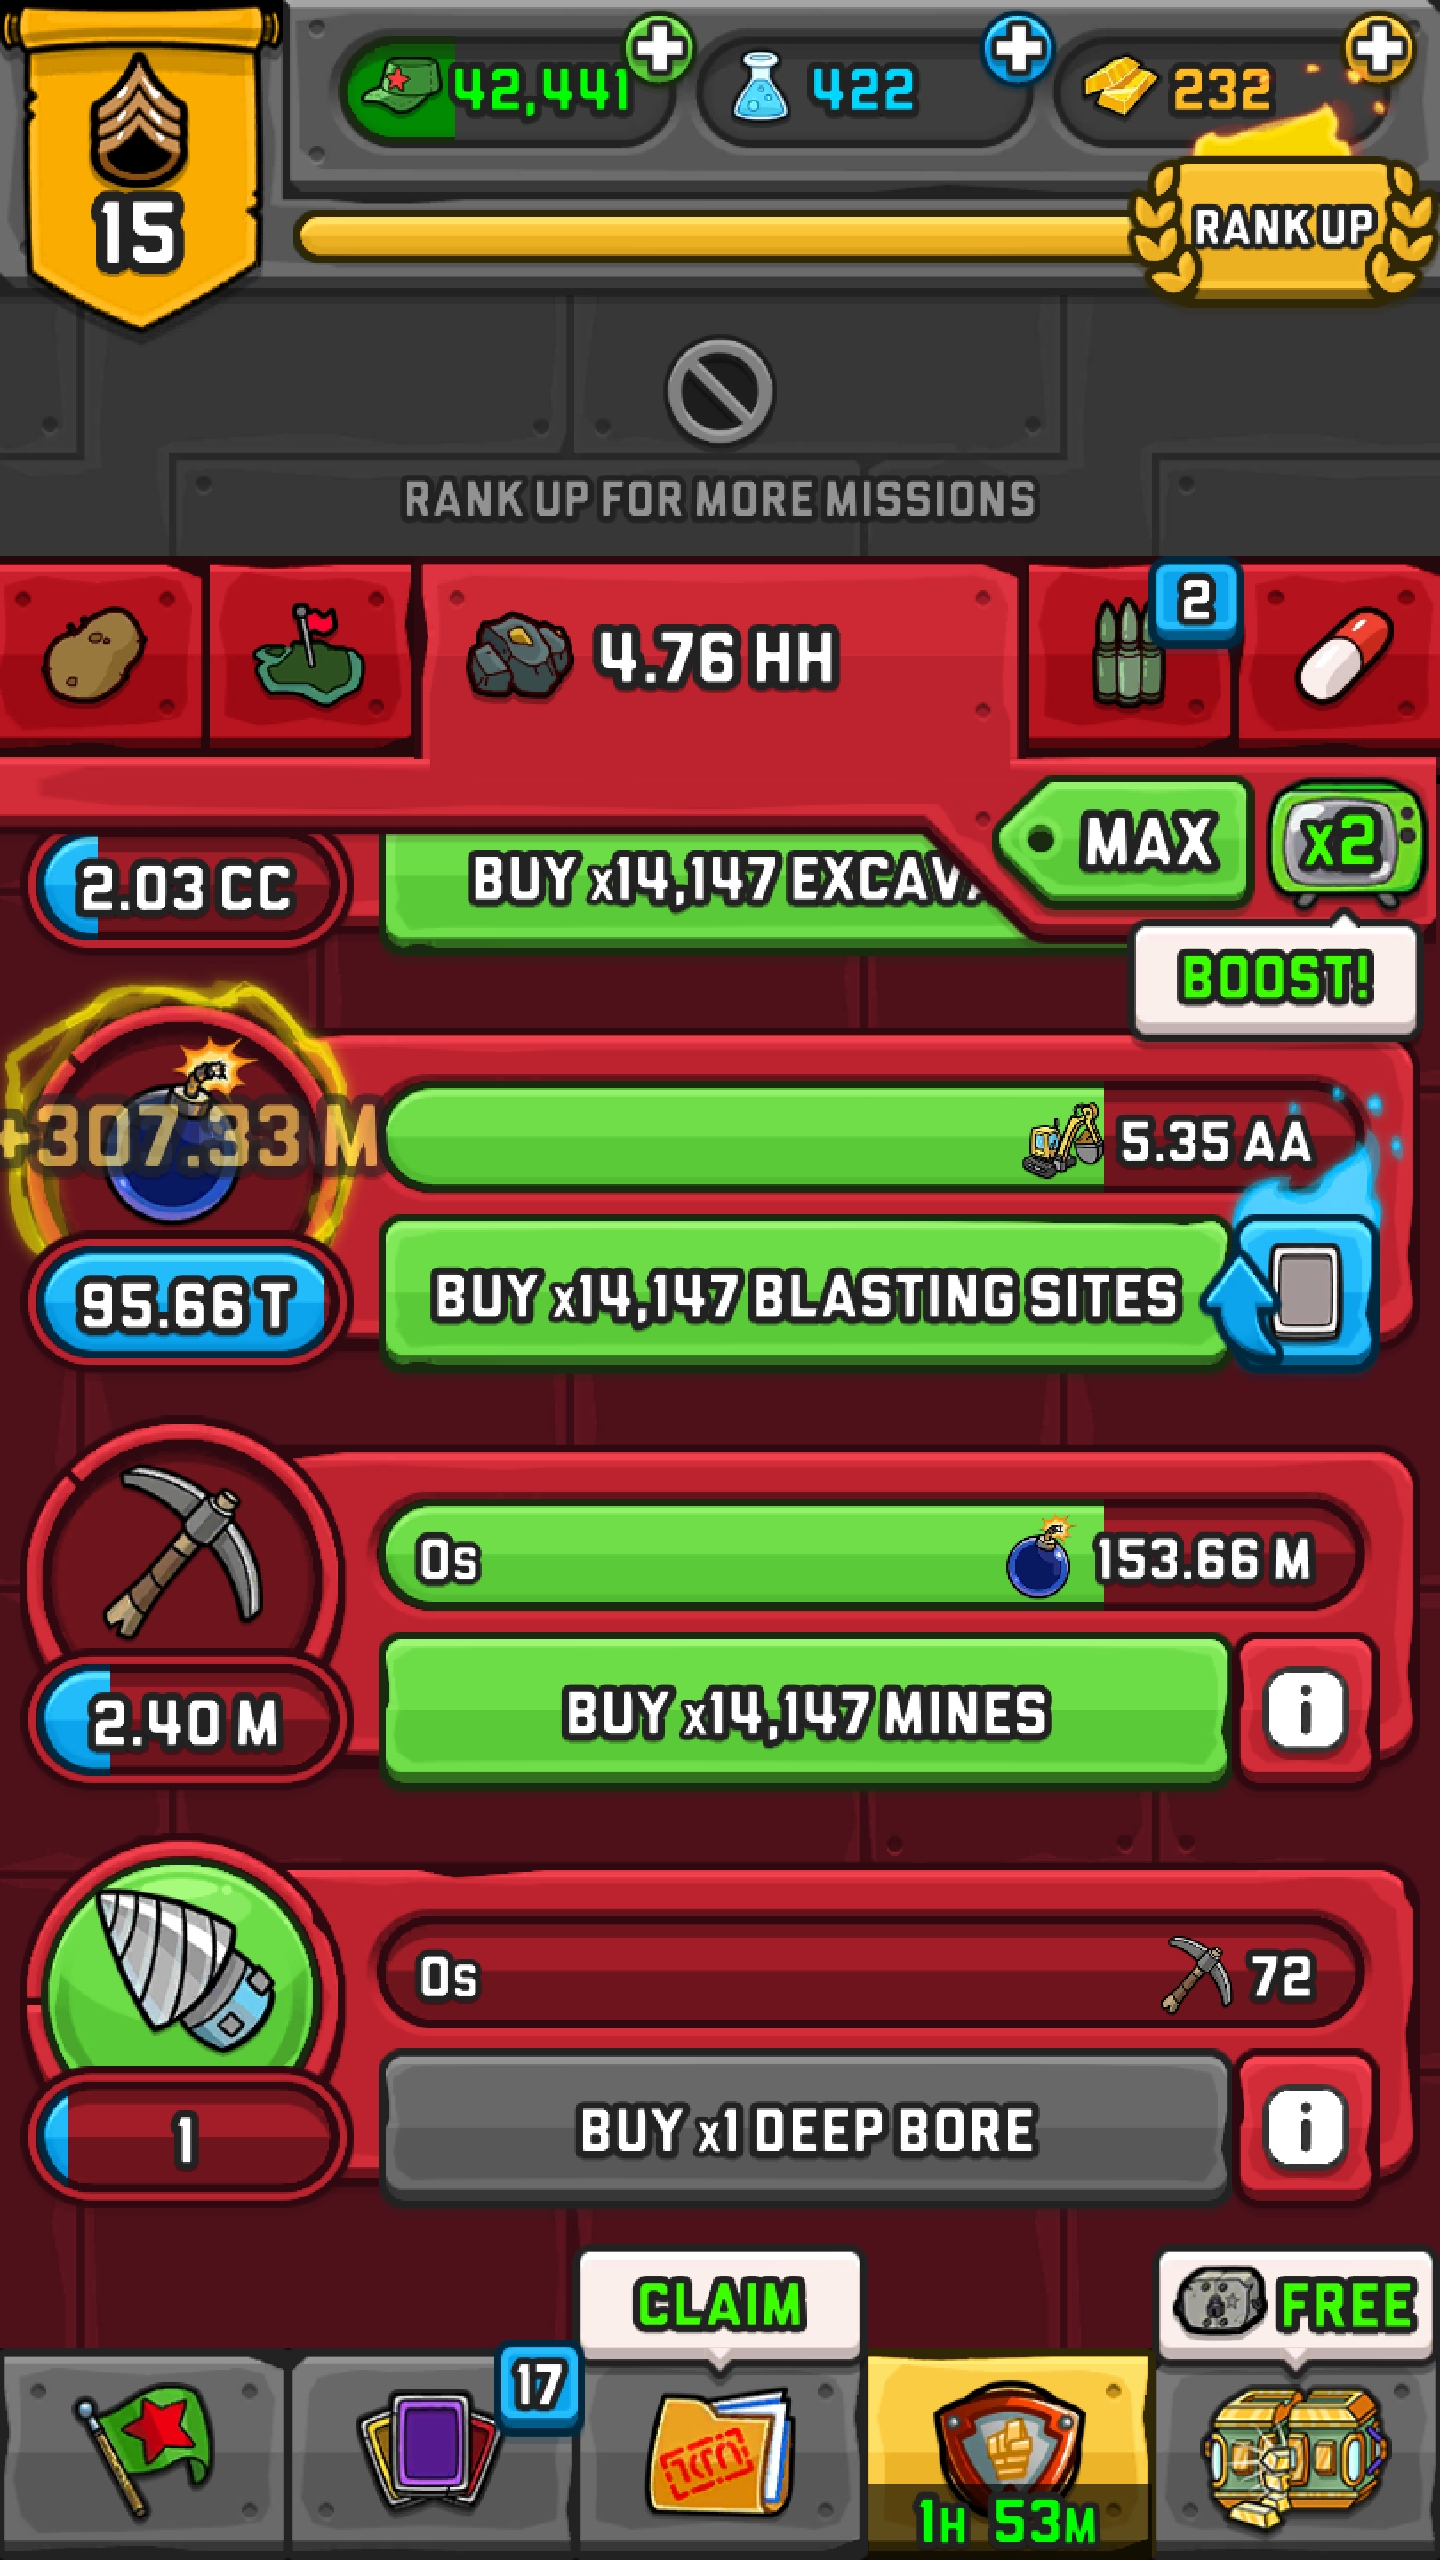 42,441
422
232
15
RANK UP
RANK UP FOR MORE MISSIONS
2
4.76 HH
MAX
x2
2.03 CC
BUY x14,147 EXCAV
BOOST!
+307.33 M
5.35 AA
95.66 T
BUY x14,147 BLASTING SITES
0s
153.66 M
2.40 M
BUY x14,147 MINES
i
0s
72
1
BUY x1 DEEP BORE
i
CLAIM
FREE
17
1H 53M